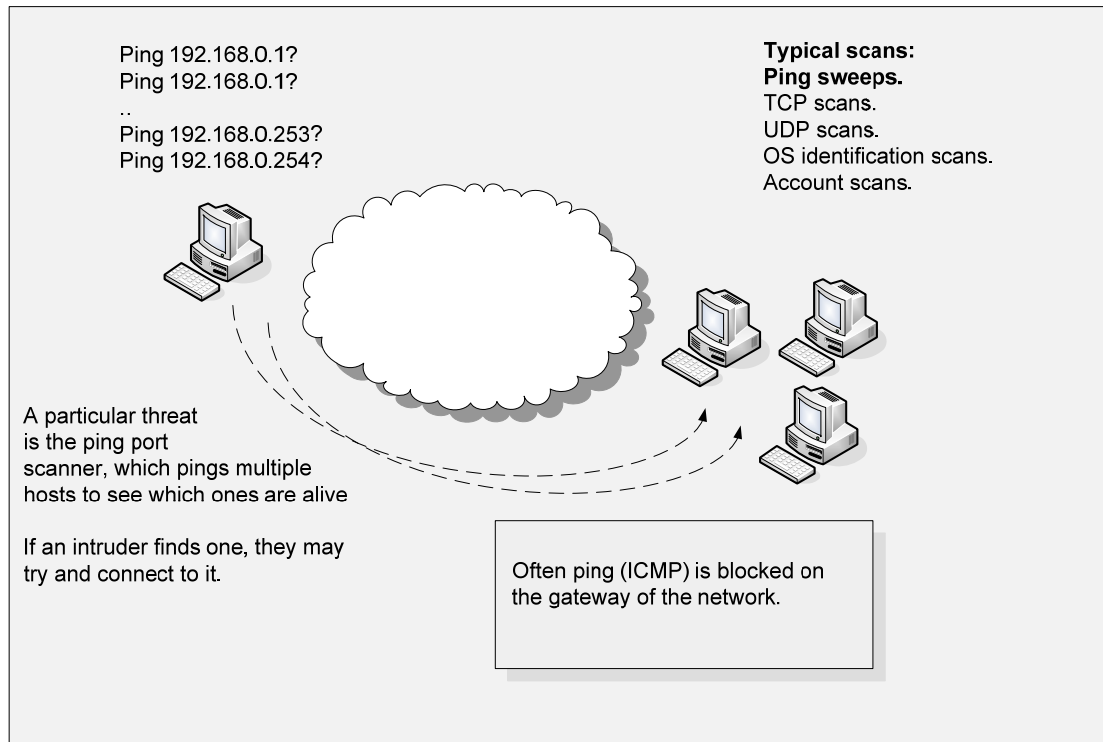 Ping 192.168.0.1?
Ping 192.168.0.1?
..
Ping 192.168.0.253?
Ping 192.168.0.254?
Typical scans:
Ping sweeps.
TCP scans.
UDP scans.
OS identification scans.
Account scans.
A particular threat
is the ping port
scanner, which pings multiple
hosts to see which ones are alive
If an intruder finds one, they may
try and connect to it.
Often ping (ICMP) is blocked on
the gateway of the network.